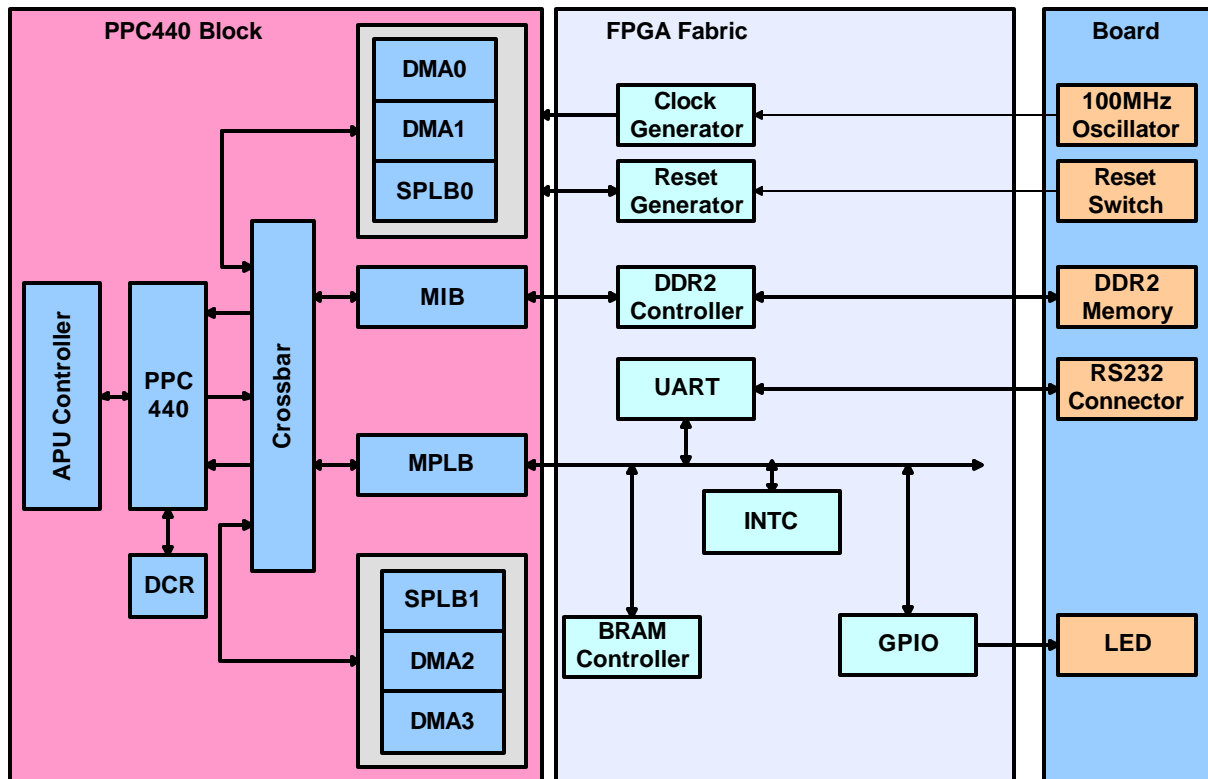 PPC440 Block
FPGA Fabric
Board
DMA0
DMA1
SPLB0
Clock
Generator
100MHz
Oscillator
Reset
Generator
Reset
Switch
MIB
DDR2
Controller
DDR2
Memory
APU Controller
PPC
440
Crossbar
UART
RS232
Connector
MPLB
INTC
DCR
SPLB1
DMA2
DMA3
BRAM
Controller
GPIO
LED